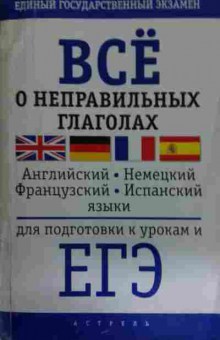 ЕДИНЫЙ ГОСУДАРСТВЕННЫЙ ЭКЗАМЕН
ВСЁ
О НЕПРАВИЛЬНЫХ
ГЛАГОЛАХ
Английский • Немецкий
Французский • Испанский
языки
для подготовки к урокам и
ЕГЭ
АСТРЕЛЬ